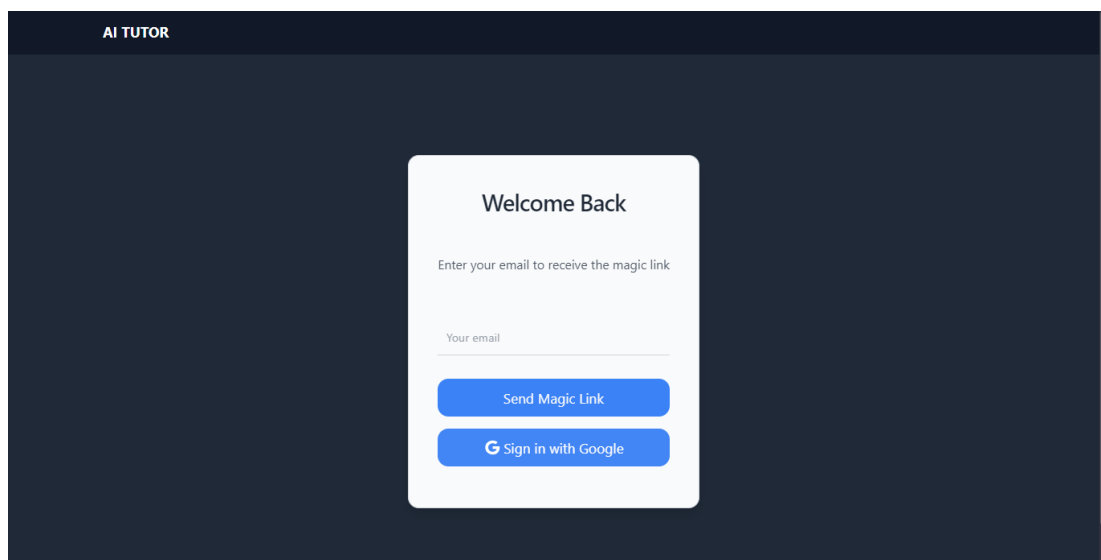 AI TUTOR
Welcome Back
Enter your email to receive the magic link
Your email
Send Magic Link
Sign in with Google